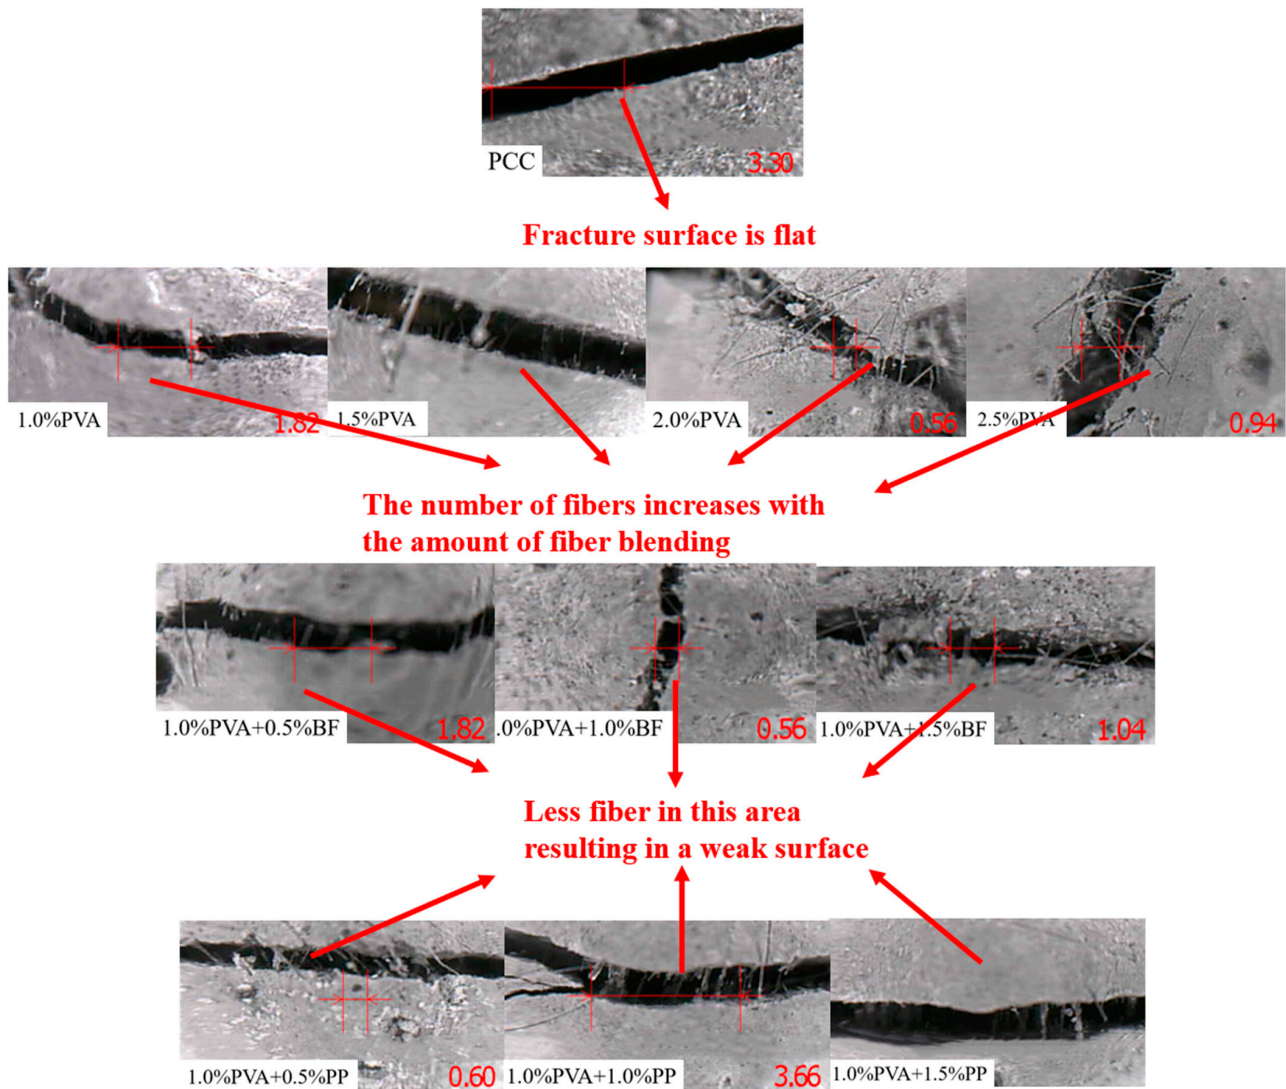 PCC
3.30
Fracture surface is flat
1.0%PVA
1.82
1.5%PVA
2.0%PVA
0.56
2.5%PVA
0.94
The number of fibers increases with
the amount of fiber blending
1.0%PVA+0.5%BF
1.82
.0%PVA+1.0%BF
0.56
1.0%PVA+1.5%BF
1.04
Less fiber in this area
resulting in a weak surface
1.0%PVA+0.5%PP
0.60
1.0%PVA+1.0%PP
3.66
1.0%PVA+1.5%PP